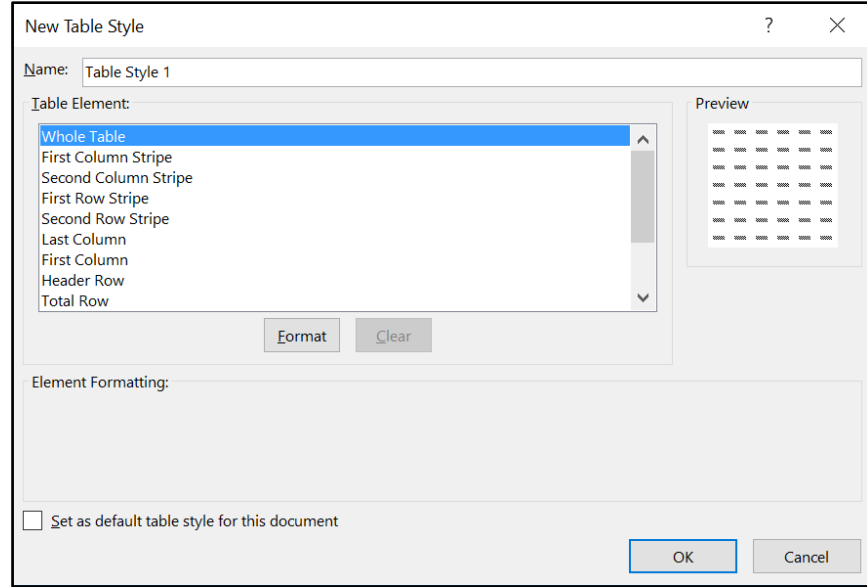 New Table Style ?
Name: Table Style 1
Table Element:
Preview
Whole Table
First Column Stripe
Second Column Stripe
First Row Stripe
Second Row Stripe
Last Column
First Column
Header Row
Total Row
Format Clear
Element Formatting:
Set as default table style for this document
OK Cancel